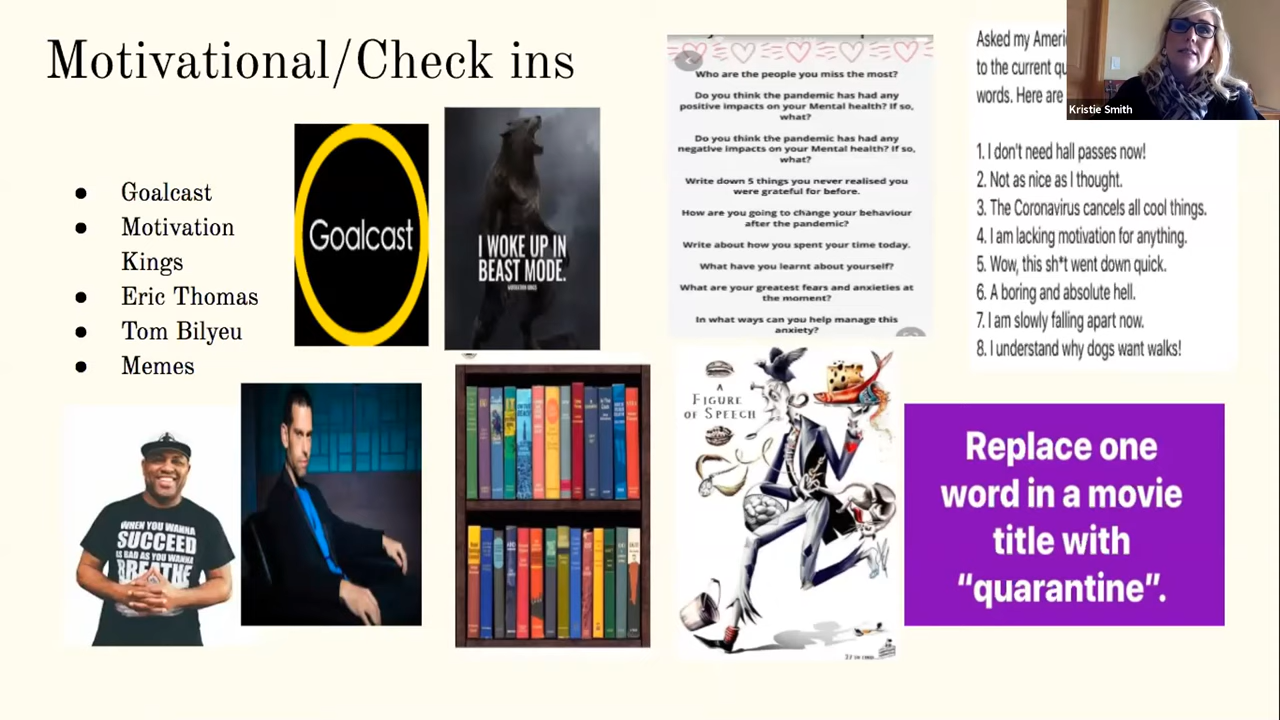 Motivational/Check ins
● Goalcast
● Motivation
Kings
● Eric Thomas
● Tom Bilyeu
● Memes
Goalcast
I WOKE UP IN
BEAST MODE.
MOTIVATION KINGS
Who are the people you miss the most?
Do you think the pandemic has had any
positive impacts on your Mental health? If so,
what?
Do you think the pandemic has had any
negative impacts on your Mental health? If so,
what?
Write down 5 things you never realised you
were grateful for before.
How are you going to change your behaviour
after the pandemic?
Write about how you spent your time today.
What have you learnt about yourself?
What are your greatest fears and anxieties at
the moment?
In what ways can you help manage this
anxiety?
Asked my Ameri
to the current qu
words. Here are
1. I don't need hall passes now!
2. Not as nice as I thought.
3. The Coronavirus cancels all cool things.
4. I am lacking motivation for anything.
5. Wow, this sh*t went down quick.
6. A boring and absolute hell.
7. I am slowly falling apart now.
8. I understand why dogs want walks!
Kristie Smith
WHEN YOU WANNA
SUCCEED
AS BAD AS YOU WANNA
BREATHE
A
FIGURE
OF SPEECH
Replace one
word in a movie
title with
“quarantine”.